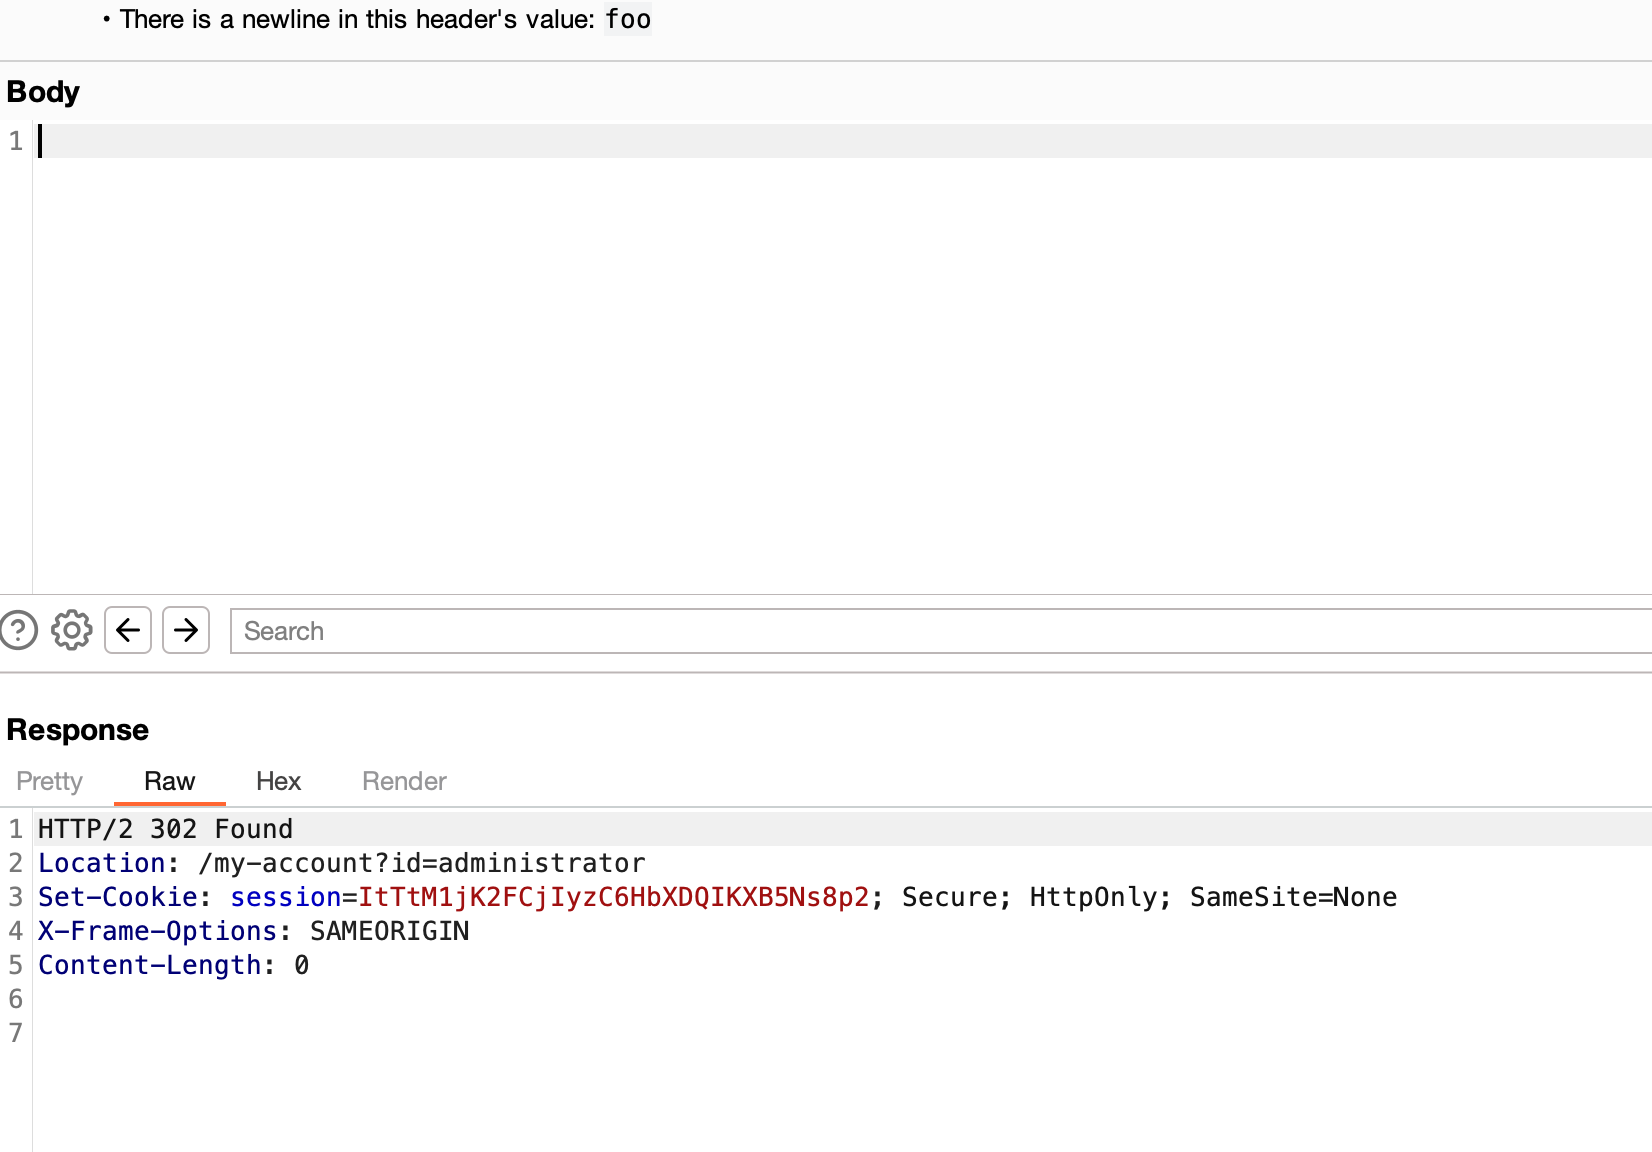 • There is a newline in this header's value: foo
Body
1
Search
Response
Pretty Raw Hex Render
1 HTTP/2 302 Found
2 Location: /my-account?id=administrator
3 Set-Cookie: session=ItTtM1jK2FCjIyzC6HbXDQIKXB5Ns8p2; Secure; HttpOnly; SameSite=None
4 X-Frame-Options: SAMEORIGIN
5 Content-Length: 0
6
7